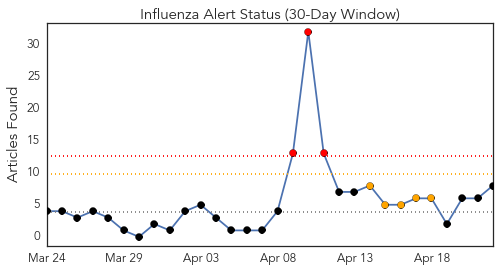 Influenza Alert Status (30-Day Window)
Articles Found
30
25
20
15
10
5
0
Mar 24 Mar 29 Apr 03 Apr 08 Apr 13 Apr 18